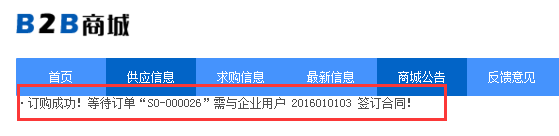 B2B商城
首页 供应信息 求购信息 最新信息 商城公告 反馈意见
· 订购成功！等待订单“SO-000026”需与企业用户 2016010103 签订合同！